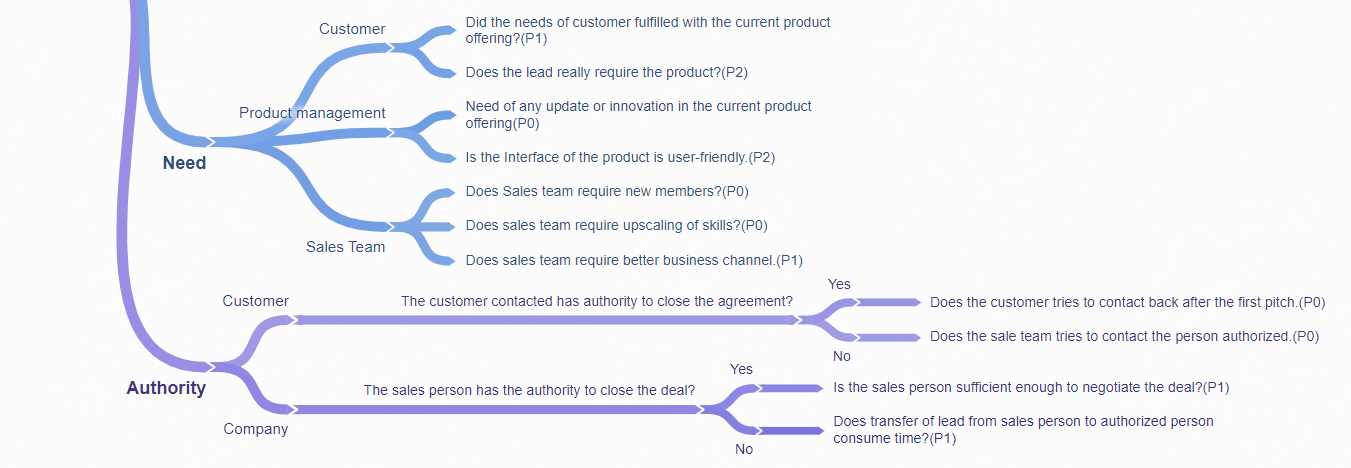 Customer
Did the needs of customer fulfilled with the current product
offering?(P1)
Does the lead really require the product?(P2)
Product management
Need of any update or innovation in the current product
offering(P0)
Is the Interface of the product is user-friendly.(P2)
Need
Does Sales team require new members?(P0)
Does sales team require upscaling of skills?(P0)
Sales Team
Does sales team require better business channel.(P1)
Customer
The customer contacted has authority to close the agreement?
Yes
Does the customer tries to contact back after the first pitch.(P0)
Does the sale team tries to contact the person authorized.(P0)
No
Authority
The sales person has the authority to close the deal?
Yes
Is the sales person sufficient enough to negotiate the deal?(P1)
Company
Does transfer of lead from sales person to authorized person
consume time?(P1)
No